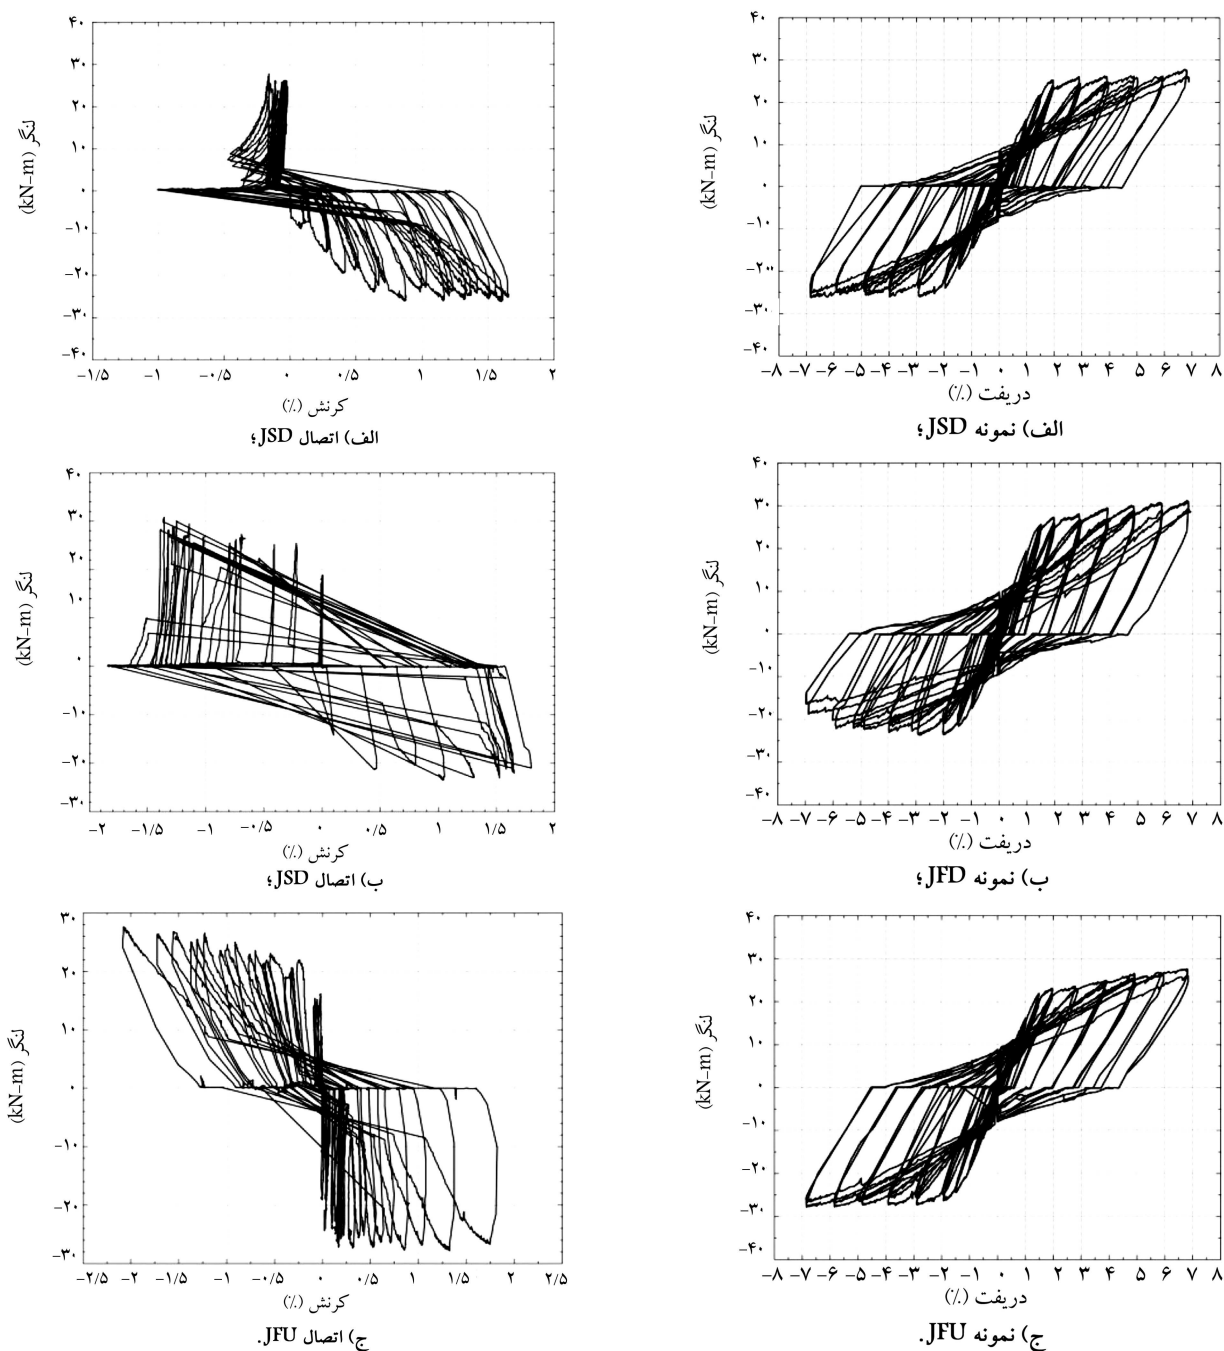 ۴۰
۳۰
۲۰
۱۰
۰
-۱۰
-۲۰
-۳۰
-۴۰
لنگر (kN-m)
-۸ -۷ -۶ -۵ -۴ -۳ -۲ -۱ ۰ ۱ ۲ ۳ ۴ ۵ ۶ ۷ ۸
دریفت (٪)
الف) نمونه JSD؛
۴۰
۳۰
۲۰
۱۰
۰
-۱۰
-۲۰
-۳۰
-۴۰
لنگر (kN-m)
-۱/۵ -۱ -۰/۵ ۰ ۰/۵ ۱ ۱/۵ ۲
کرنش (٪)
الف) اتصال JSD؛
۴۰
۳۰
۲۰
۱۰
۰
-۱۰
-۲۰
-۳۰
-۴۰
لنگر (kN-m)
-۸ -۷ -۶ -۵ -۴ -۳ -۲ -۱ ۰ ۱ ۲ ۳ ۴ ۵ ۶ ۷ ۸
دریفت (٪)
ب) نمونه JFD؛
۴۰
۳۰
۲۰
۱۰
۰
-۱۰
-۲۰
-۳۰
لنگر (kN-m)
-۲ -۱/۵ -۱ -۰/۵ ۰ ۰/۵ ۱ ۱/۵ ۲
کرنش (٪)
ب) اتصال JSD؛
۴۰
۳۰
۲۰
۱۰
۰
-۱۰
-۲۰
-۳۰
-۴۰
لنگر (kN-m)
-۸ -۷ -۶ -۵ -۴ -۳ -۲ -۱ ۰ ۱ ۲ ۳ ۴ ۵ ۶ ۷ ۸
دریفت (٪)
ج) نمونه JFU.
۳۰
۲۰
۱۰
۰
-۱۰
-۲۰
-۳۰
لنگر (kN-m)
-۲/۵ -۲ -۱/۵ -۱ -۰/۵ ۰ ۰/۵ ۱ ۱/۵ ۲ ۲/۵
کرنش (٪)
ج) اتصال JFU.